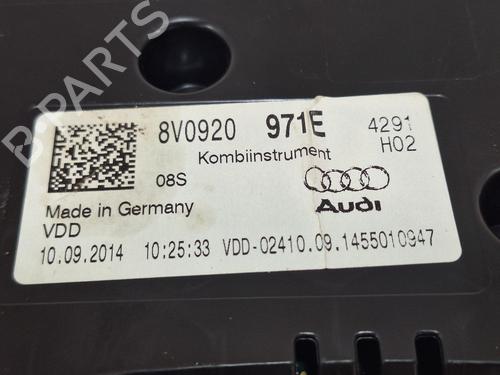 B-PARTS
8V0920 971E 4291
Kombiinstrument H02
08S
Audi
Made in Germany
VDD
10.09.2014 10:25:33 VDD-02410.09.1455010947